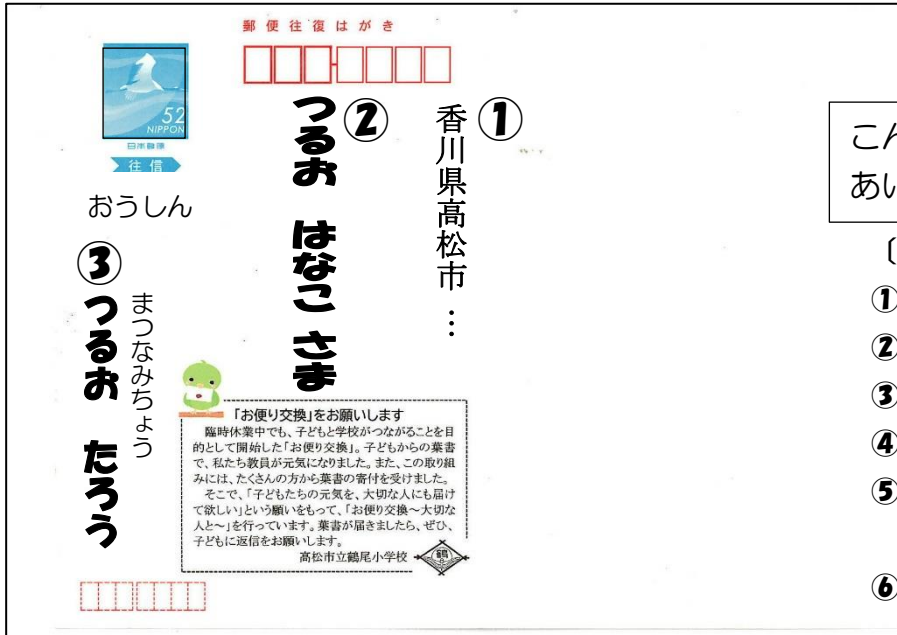 郵便往復はがき
52
NIPPON
日本郵便
往信
おうしん
①
香川県高松市…
②
つるお はなこ さま
③
まつなみちょう
つるお たろう
「お便り交換」をお願いします
臨時休業中でも、子どもと学校がつながることを目
的として開始した「お便り交換」。子どもからの葉書
で、私たち教員が元気になりました。また、この取り組
みには、たくさんの方から葉書の寄付を受けました。
そこで、「子どもたちの元気を、大切な人にも届け
て欲しい」という願いをもって、「お便り交換～大切な
人と～」を行っています。葉書が届きましたら、ぜひ、
子どもに返信をお願いします。
高松市立鶴尾小学校
鶴
こん
あい
〔
①
②
③
④
⑤
⑥